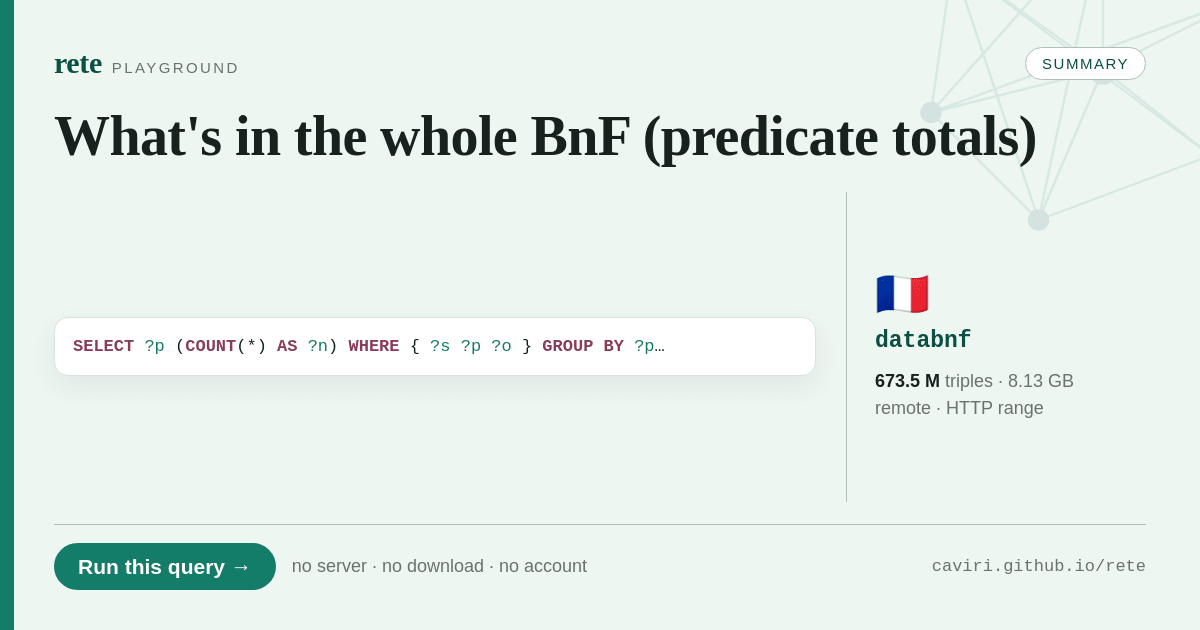 rete PLAYGROUND
SUMMARY
What's in the whole BnF (predicate totals)
SELECT ?p (COUNT(*) AS ?n) WHERE { ?s ?p ?o } GROUP BY ?p…
databnf
673.5 M triples · 8.13 GB
remote · HTTP range
Run this query →
no server · no download · no account
caviri.github.io/rete